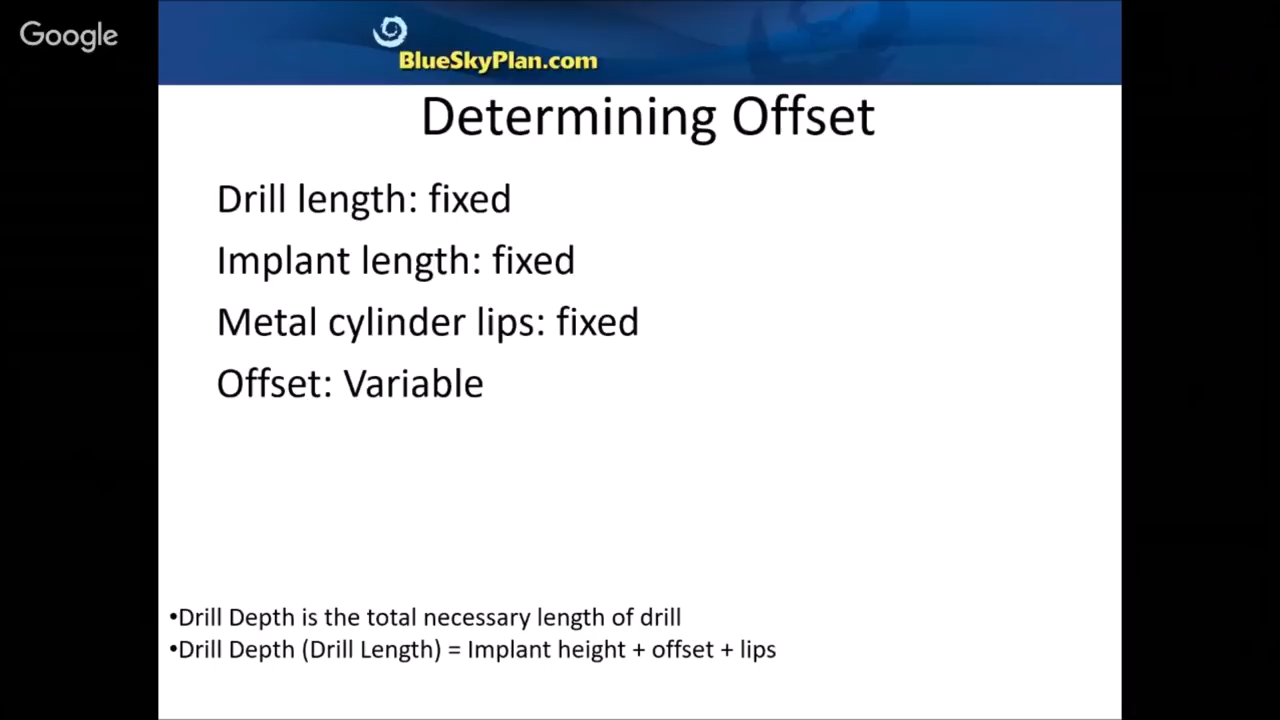 Google
BlueSkyPlan.com
Determining Offset
Drill length: fixed
Implant length: fixed
Metal cylinder lips: fixed
Offset: Variable
•Drill Depth is the total necessary length of drill
•Drill Depth (Drill Length) = Implant height + offset + lips